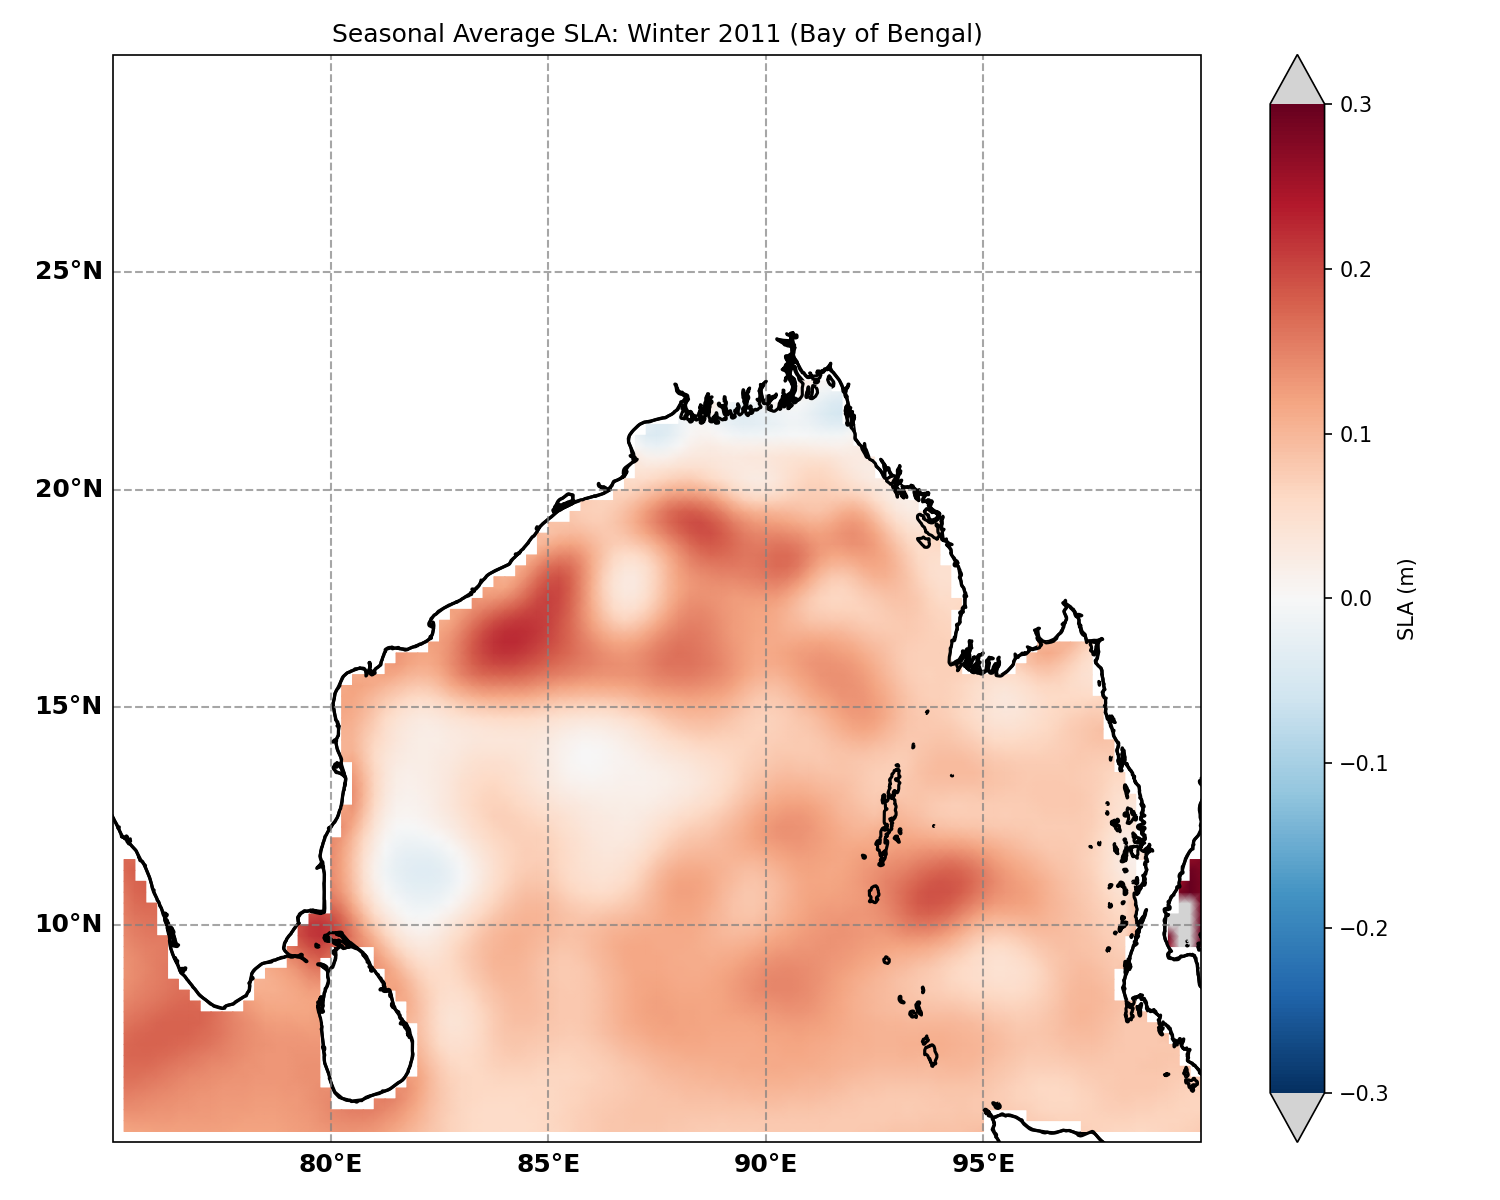 Seasonal Average SLA: Winter 2011 (Bay of Bengal)
25°N
20°N
15°N
10°N
80°E
85°E
90°E
95°E
0.3
0.2
0.1
0.0
−0.1
−0.2
−0.3
SLA (m)